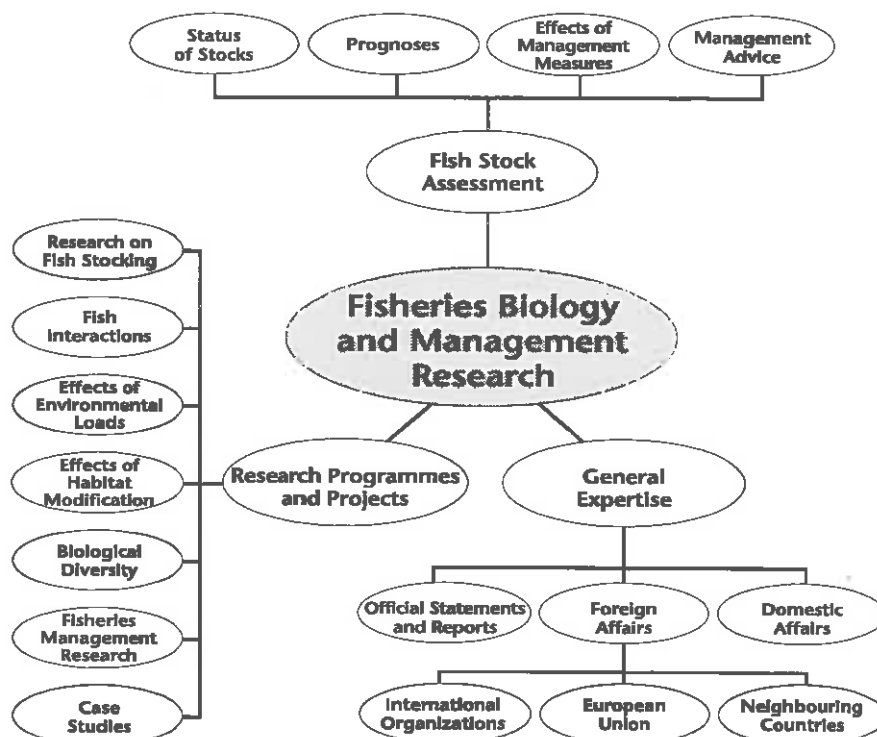 Status
of Stocks
Prognoses
Effects of
Management
Measures
Management
Advice
Fish Stock
Assessment
Research on
Fish Stocking
Fish
Interactions
Effects of
Environmental
Loads
Effects of
Habitat
Modification
Biological
Diversity
Fisheries
Management
Research
Case
Studies
Fisheries Biology
and Management
Research
Research Programmes
and Projects
General
Expertise
Official Statements
and Reports
Foreign
Affairs
Domestic
Affairs
International
Organizations
European
Union
Neighbouring
Countries